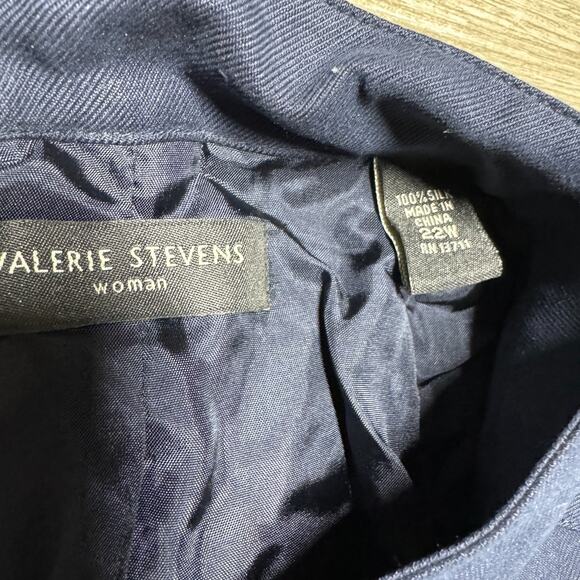 VALERIE STEVENS
woman
100% SILK
MADE IN
CHINA
22W
RN 13711